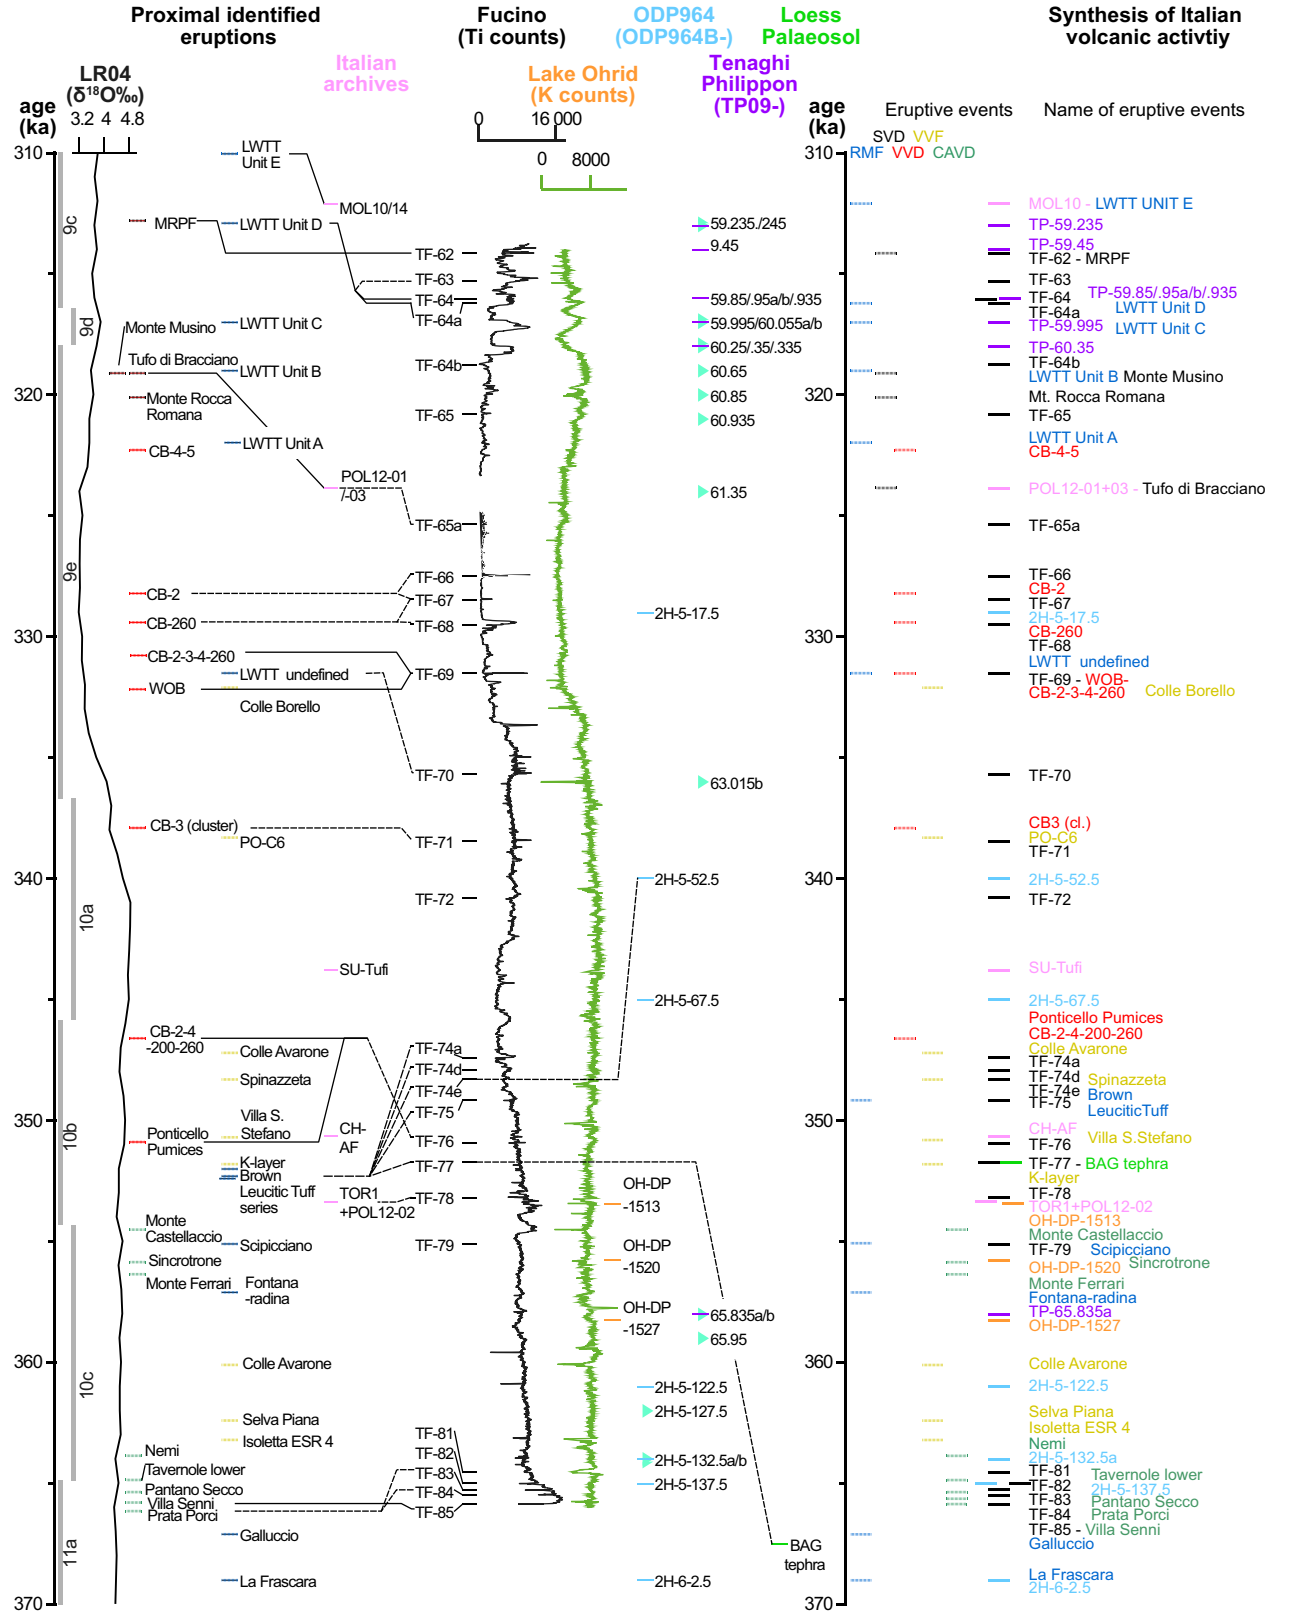 Proximal identified
eruptions
Fucino
(Ti counts)
ODP964
(ODP964B-)
Loess
Palaeosol
Synthesis of Italian
volcanic activtiy
Italian
archives
Lake Ohrid
(K counts)
Tenaghi
Philippon
(TP09-)
LR04
(δ¹⁸O‰)
age
(ka)
3.2 4 4.8
0 16 000
0 8000
age
(ka)
Eruptive events
Name of eruptive events
SVD VVF
RMF VVD CAVD
310
320
330
340
350
360
370
9c
9d
9e
10a
10b
10c
11a
LWTT
Unit E
MOL10/14
MRPF
LWTT Unit D
Monte Musino
LWTT Unit C
Tufo di Bracciano
LWTT Unit B
Monte Rocca
Romana
CB-4-5
LWTT Unit A
POL12-01
/-03
CB-2
CB-260
CB-2-3-4-260
LWTT undefined
WOB
Colle Borello
CB-3 (cluster)
PO-C6
SU-Tufi
CB-2-4
-200-260
Colle Avarone
Spinazzeta
Villa S.
Stefano
CH-
AF
Ponticello
Pumices
K-layer
Brown
Leucitic Tuff
series
TOR1
+POL12-02
Monte
Castellaccio
Scipicciano
Sincrotrone
Monte Ferrari
Fontana
-radina
Colle Avarone
Selva Piana
Isoletta ESR 4
Nemi
Tavernole lower
Pantano Secco
Villa Senni
Prata Porci
Galluccio
La Frascara
TF-62
TF-63
TF-64
TF-64a
TF-64b
TF-65
TF-65a
TF-66
TF-67
TF-68
TF-69
TF-70
TF-71
TF-72
TF-74a
TF-74d
TF-74e
TF-75
TF-76
TF-77
TF-78
TF-79
TF-81
TF-82
TF-83
TF-84
TF-85
OH-DP
-1513
OH-DP
-1520
OH-DP
-1527
2H-5-17.5
2H-5-52.5
2H-5-67.5
2H-5-122.5
2H-5-127.5
2H-5-132.5a/b
2H-5-137.5
2H-6-2.5
59.235./245
9.45
59.85/.95a/b/.935
59.995/60.055a/b
60.25/.35/.335
60.65
60.85
60.935
61.35
63.015b
65.835a/b
65.95
BAG
tephra
310
320
330
340
350
360
370
MOL10 - LWTT UNIT E
TP-59.235
TP-59.45
TF-62 - MRPF
TF-63
TF-64 TP-59.85/.95a/b/.935
TF-64a LWTT Unit D
TP-59.995 LWTT Unit C
TP-60.35
TF-64b
LWTT Unit B Monte Musino
Mt. Rocca Romana
TF-65
LWTT Unit A
CB-4-5
POL12-01+03 - Tufo di Bracciano
TF-65a
TF-66
CB-2
TF-67
2H-5-17.5
CB-260
TF-68
LWTT undefined
TF-69 - WOB-
CB-2-3-4-260 Colle Borello
TF-70
CB3 (cl.)
PO-C6
TF-71
2H-5-52.5
TF-72
SU-Tufi
2H-5-67.5
Ponticello Pumices
CB-2-4-200-260
Colle Avarone
TF-74a
TF-74d Spinazzeta
TF-74e Brown
TF-75 LeuciticTuff
CH-AF
TF-76 Villa S.Stefano
TF-77 - BAG tephra
K-layer
TF-78
TOR1+POL12-02
OH-DP-1513
Monte Castellaccio
TF-79 Scipicciano
OH-DP-1520 Sincrotrone
Monte Ferrari
Fontana-radina
TP-65.835a
OH-DP-1527
Colle Avarone
2H-5-122.5
Selva Piana
Isoletta ESR 4
Nemi
2H-5-132.5a
TF-81 Tavernole lower
TF-82 2H-5-137.5
TF-83 Pantano Secco
TF-84 Prata Porci
TF-85 - Villa Senni
Galluccio
La Frascara
2H-6-2.5